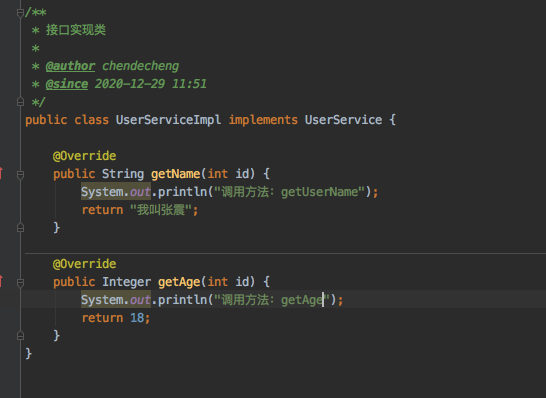 /**
 * 接口实现类
 *
 * @author chendecheng
 * @since 2020-12-29 11:51
 */
public class UserServiceImpl implements UserService {
    @Override
    public String getName(int id) {
        System.out.println("调用方法：getUserName");
        return "我叫张震";
    }
    @Override
    public Integer getAge(int id) {
        System.out.println("调用方法：getAge");
        return 18;
    }
}